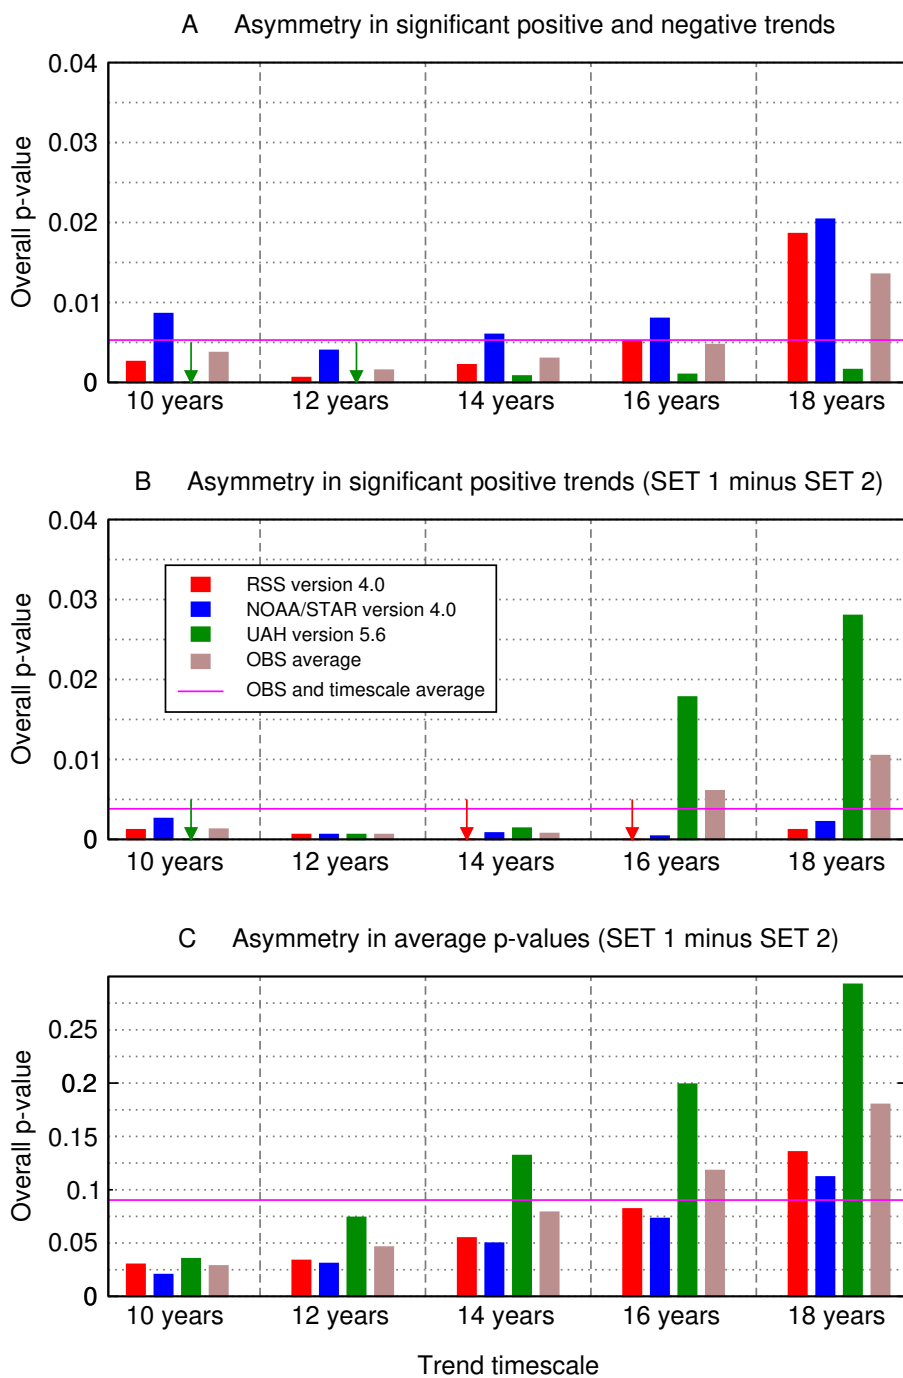 A Asymmetry in significant positive and negative trends
0.04
0.03
0.02
0.01
0
Overall p-value
10 years 12 years 14 years 16 years 18 years
B Asymmetry in significant positive trends (SET 1 minus SET 2)
0.04
0.03
0.02
0.01
0
Overall p-value
RSS version 4.0
NOAA/STAR version 4.0
UAH version 5.6
OBS average
OBS and timescale average
10 years 12 years 14 years 16 years 18 years
C Asymmetry in average p-values (SET 1 minus SET 2)
0.25
0.2
0.15
0.1
0.05
0
Overall p-value
10 years 12 years 14 years 16 years 18 years
Trend timescale